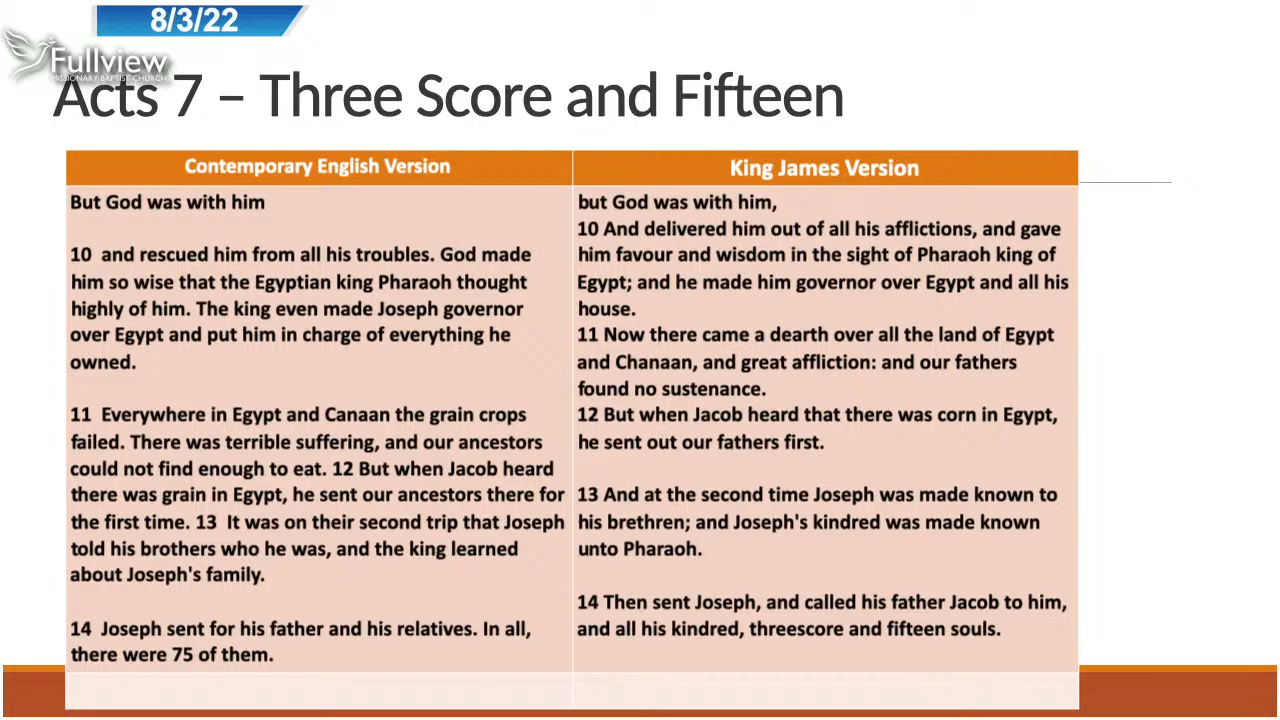 8/3/22
Fullview
MISSIONARY BAPTIST CHURCH
Acts 7 – Three Score and Fifteen
Contemporary English Version
But God was with him
10 and rescued him from all his troubles. God made
him so wise that the Egyptian king Pharaoh thought
highly of him. The king even made Joseph governor
over Egypt and put him in charge of everything he
owned.
11 Everywhere in Egypt and Canaan the grain crops
failed. There was terrible suffering, and our ancestors
could not find enough to eat. 12 But when Jacob heard
there was grain in Egypt, he sent our ancestors there for
the first time. 13 It was on their second trip that Joseph
told his brothers who he was, and the king learned
about Joseph's family.
14 Joseph sent for his father and his relatives. In all,
there were 75 of them.
King James Version
but God was with him,
10 And delivered him out of all his afflictions, and gave
him favour and wisdom in the sight of Pharaoh king of
Egypt; and he made him governor over Egypt and all his
house.
11 Now there came a dearth over all the land of Egypt
and Chanaan, and great affliction: and our fathers
found no sustenance.
12 But when Jacob heard that there was corn in Egypt,
he sent out our fathers first.
13 And at the second time Joseph was made known to
his brethren; and Joseph's kindred was made known
unto Pharaoh.
14 Then sent Joseph, and called his father Jacob to him,
and all his kindred, threescore and fifteen souls.